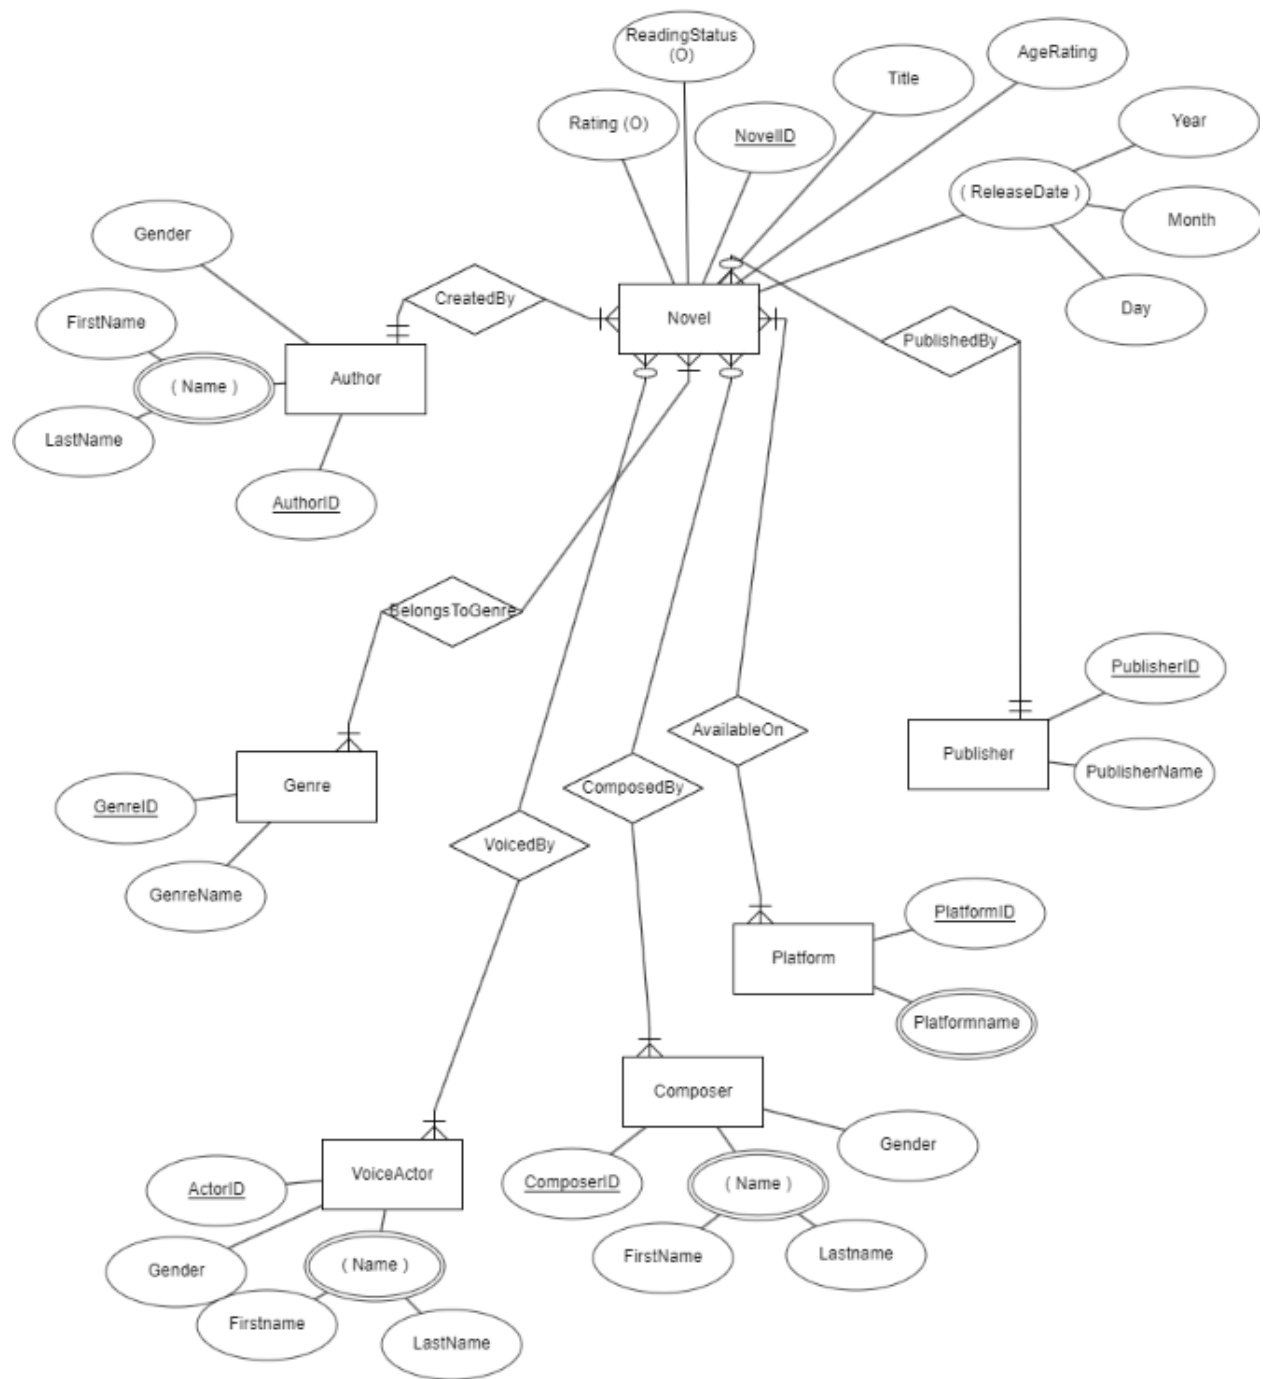 ReadingStatus
(O)
AgeRating
Title
Year
Rating (O)
NovelID
( ReleaseDate )
Month
Gender
CreatedBy
Day
FirstName
Novel
PublishedBy
Author
( Name )
LastName
AuthorID
BelongsToGenre
PublisherID
AvailableOn
Publisher
PublisherName
Genre
ComposedBy
GenreID
VoicedBy
GenreName
PlatformID
Platform
Platformname
Composer
Gender
VoiceActor
ActorID
ComposerID
( Name )
FirstName
Lastname
Gender
( Name )
Firstname
LastName